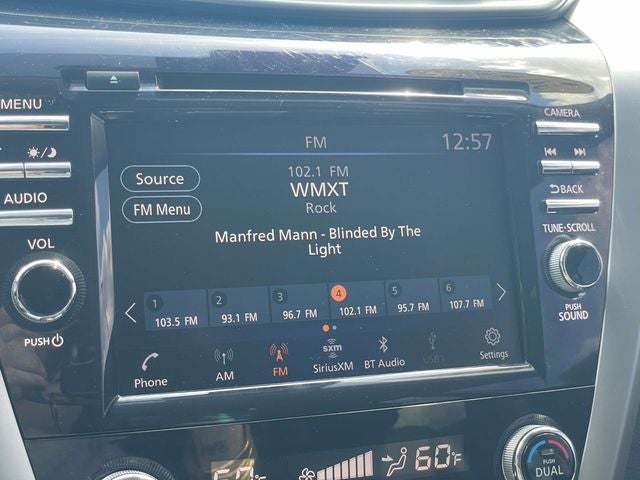 MENU
AUDIO
VOL
PUSH
FM
12:57
Source
FM Menu
102.1 FM
WMXT
Rock
Manfred Mann - Blinded By The
Light
1 2 3 4 5 6
103.5 FM 93.1 FM 96.7 FM 102.1 FM 95.7 FM 107.7 FM
Phone
AM
FM
sxm
SiriusXM
BT Audio
USB1
Settings
CAMERA
BACK
TUNE·SCROLL
PUSH
SOUND
60°F
60°F
PUSH
DUAL